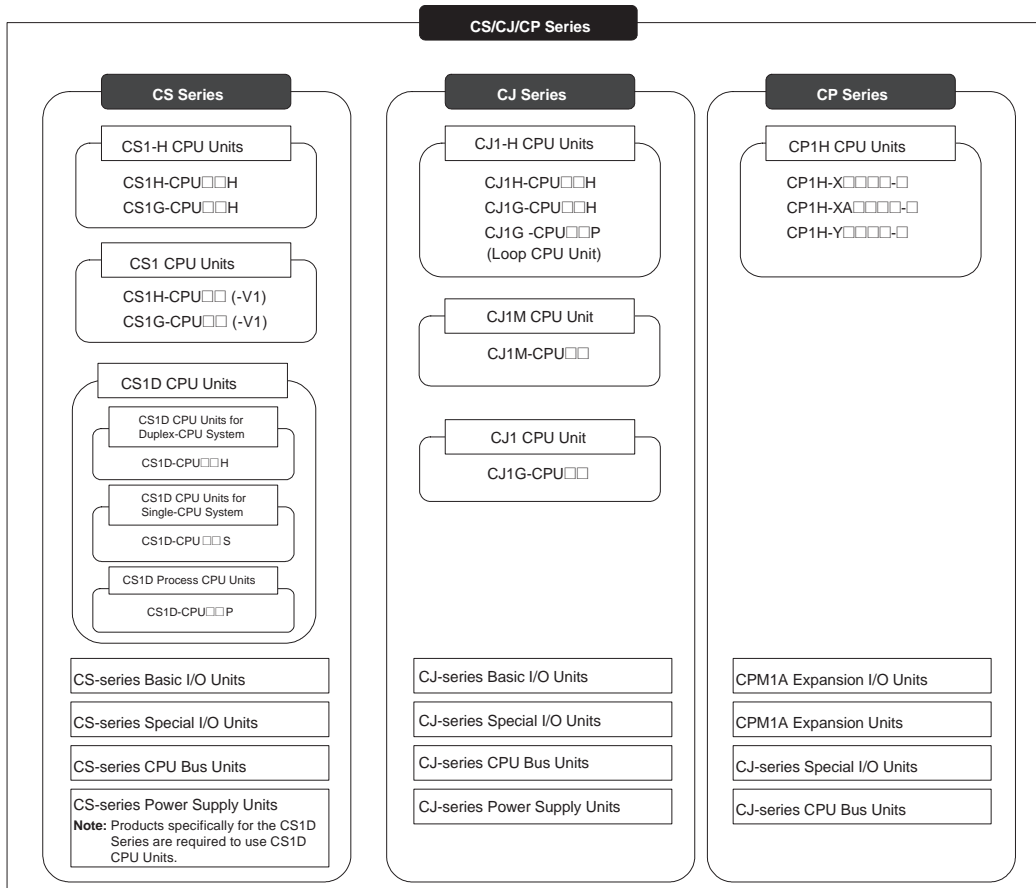 CS/CJ/CP Series
CS Series
CS1-H CPU Units
CS1H-CPU□□H
CS1G-CPU□□H
CS1 CPU Units
CS1H-CPU□□ (-V1)
CS1G-CPU□□ (-V1)
CS1D CPU Units
CS1D CPU Units for
Duplex-CPU System
CS1D-CPU□□H
CS1D CPU Units for
Single-CPU System
CS1D-CPU □□ S
CS1D Process CPU Units
CS1D-CPU□□P
CS-series Basic I/O Units
CS-series Special I/O Units
CS-series CPU Bus Units
CS-series Power Supply Units
Note: Products specifically for the CS1D
Series are required to use CS1D
CPU Units.
CJ Series
CJ1-H CPU Units
CJ1H-CPU□□H
CJ1G-CPU□□H
CJ1G -CPU□□P
(Loop CPU Unit)
CJ1M CPU Unit
CJ1M-CPU□□
CJ1 CPU Unit
CJ1G-CPU□□
CJ-series Basic I/O Units
CJ-series Special I/O Units
CJ-series CPU Bus Units
CJ-series Power Supply Units
CP Series
CP1H CPU Units
CP1H-X□□□□-□
CP1H-XA□□□□-□
CP1H-Y□□□□-□
CPM1A Expansion I/O Units
CPM1A Expansion Units
CJ-series Special I/O Units
CJ-series CPU Bus Units